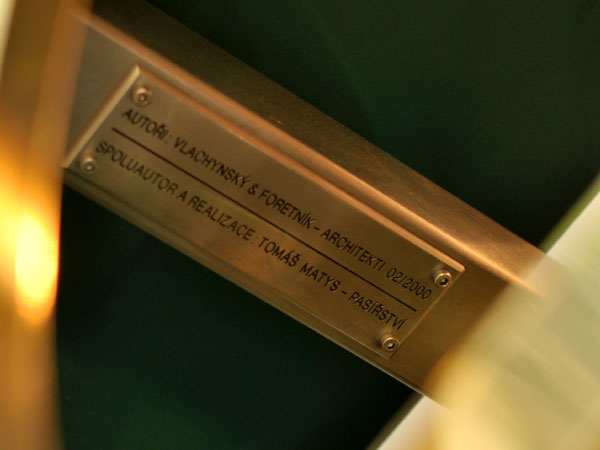 AUTOŘI: VLACHYNSKÝ & FORETNÍK – ARCHITEKTI 02/2000
SPOLUAUTOR A REALIZACE: TOMÁŠ MATYS – PASÍŘSTVÍ